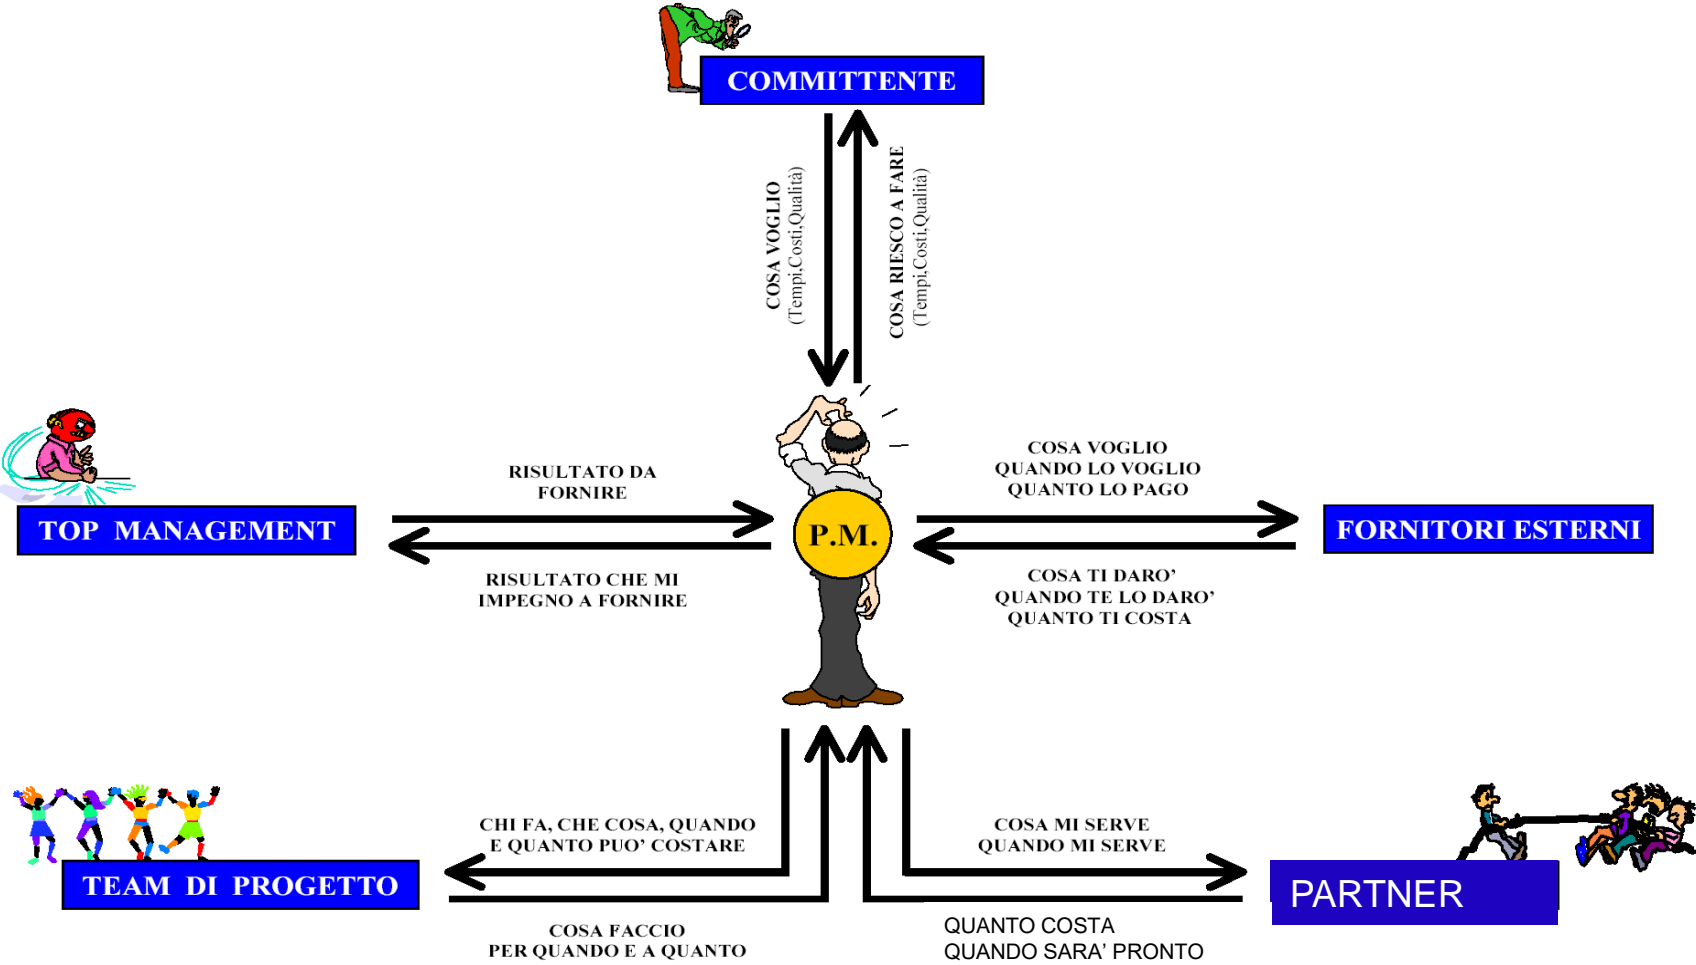 COMMITTENTE
COSA VOGLIO
(Tempi,Costi,Qualità)
COSA RIESCO A FARE
(Tempi,Costi,Qualità)
RISULTATO DA
FORNIRE
TOP MANAGEMENT
RISULTATO CHE MI
IMPEGNO A FORNIRE
P.M.
COSA VOGLIO
QUANDO LO VOGLIO
QUANTO LO PAGO
FORNITORI ESTERNI
COSA TI DARO’
QUANDO TE LO DARO’
QUANTO TI COSTA
CHI FA, CHE COSA, QUANDO
E QUANTO PUO’ COSTARE
TEAM DI PROGETTO
COSA FACCIO
PER QUANDO E A QUANTO
COSA MI SERVE
QUANDO MI SERVE
PARTNER
QUANTO COSTA
QUANDO SARA’ PRONTO